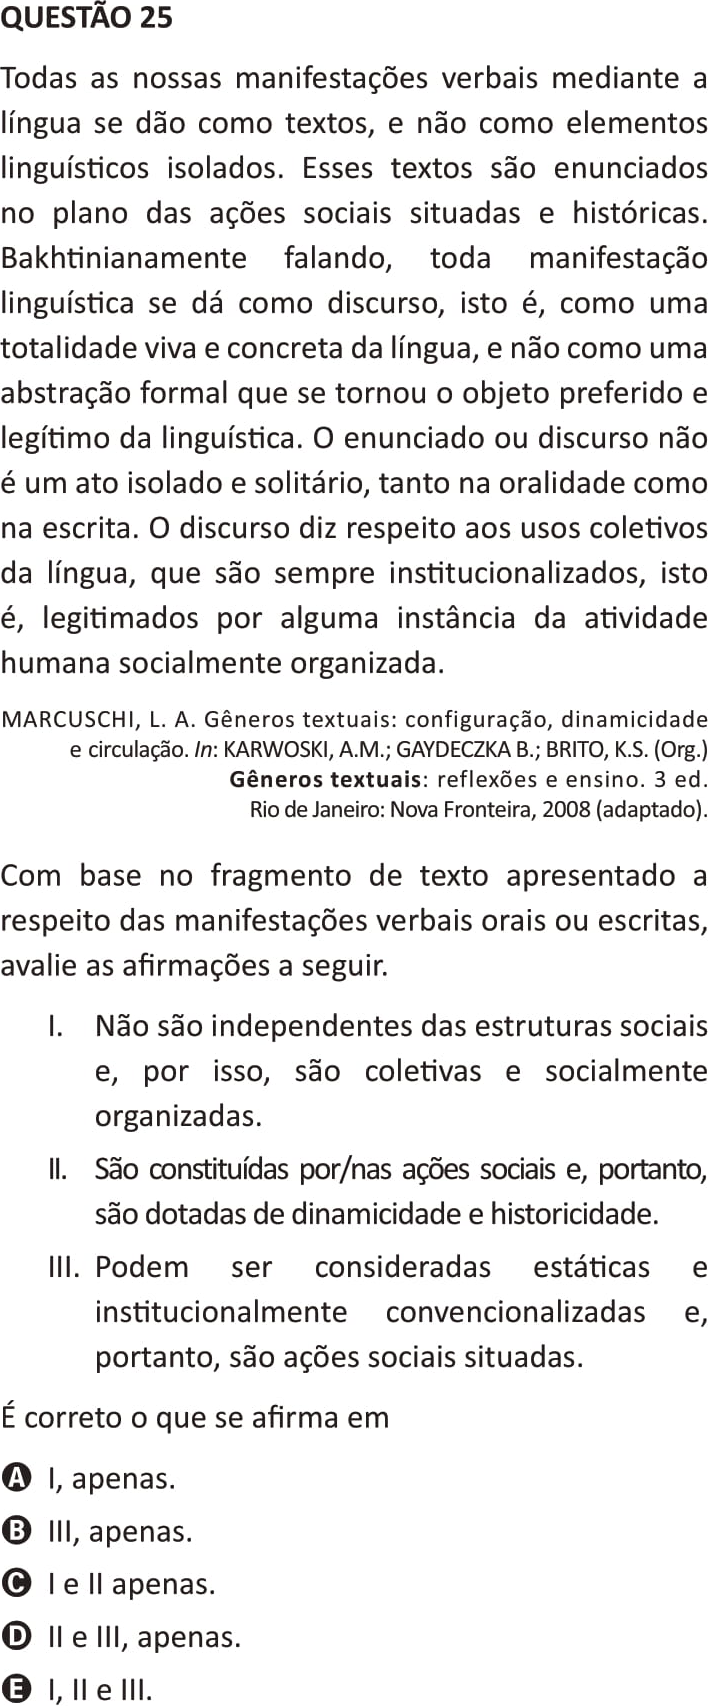 QUESTÃO 25
Todas as nossas manifestações verbais mediante a
língua se dão como textos, e não como elementos
linguísticos isolados. Esses textos são enunciados
no plano das ações sociais situadas e históricas.
Bakhtinianamente falando, toda manifestação
linguística se dá como discurso, isto é, como uma
totalidade viva e concreta da língua, e não como uma
abstração formal que se tornou o objeto preferido e
legítimo da linguística. O enunciado ou discurso não
é um ato isolado e solitário, tanto na oralidade como
na escrita. O discurso diz respeito aos usos coletivos
da língua, que são sempre institucionalizados, isto
é, legitimados por alguma instância da atividade
humana socialmente organizada.
MARCUSCHI, L. A. Gêneros textuais: configuração, dinamicidade
e circulação. In: KARWOSKI, A.M.; GAYDECZKA B.; BRITO, K.S. (Org.)
Gêneros textuais: reflexões e ensino. 3 ed.
Rio de Janeiro: Nova Fronteira, 2008 (adaptado).
Com base no fragmento de texto apresentado a
respeito das manifestações verbais orais ou escritas,
avalie as afirmações a seguir.
I. Não são independentes das estruturas sociais
e, por isso, são coletivas e socialmente
organizadas.
II. São constituídas por/nas ações sociais e, portanto,
são dotadas de dinamicidade e historicidade.
III. Podem ser consideradas estáticas e
institucionalmente convencionalizadas e,
portanto, são ações sociais situadas.
É correto o que se afirma em
A I, apenas.
B III, apenas.
C I e II apenas.
D II e III, apenas.
E I, II e III.